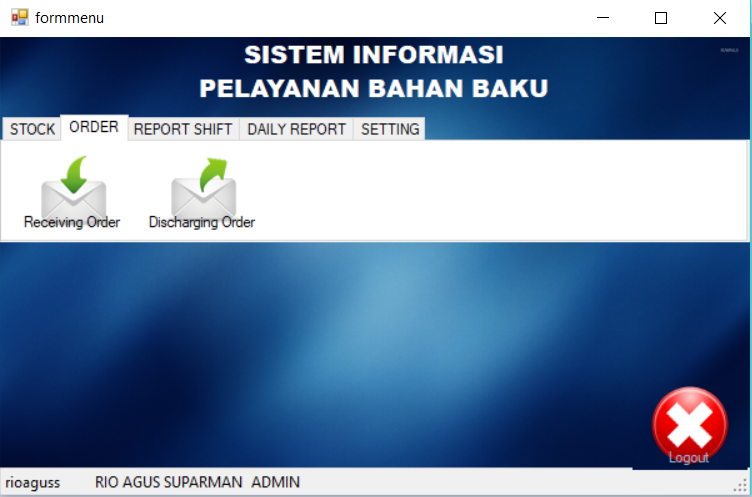 formmenu
SISTEM INFORMASI
PELAYANAN BAHAN BAKU
STOCK ORDER REPORT SHIFT DAILY REPORT SETTING
Receiving Order Discharging Order
Logout
rioaguss RIO AGUS SUPARMAN ADMIN